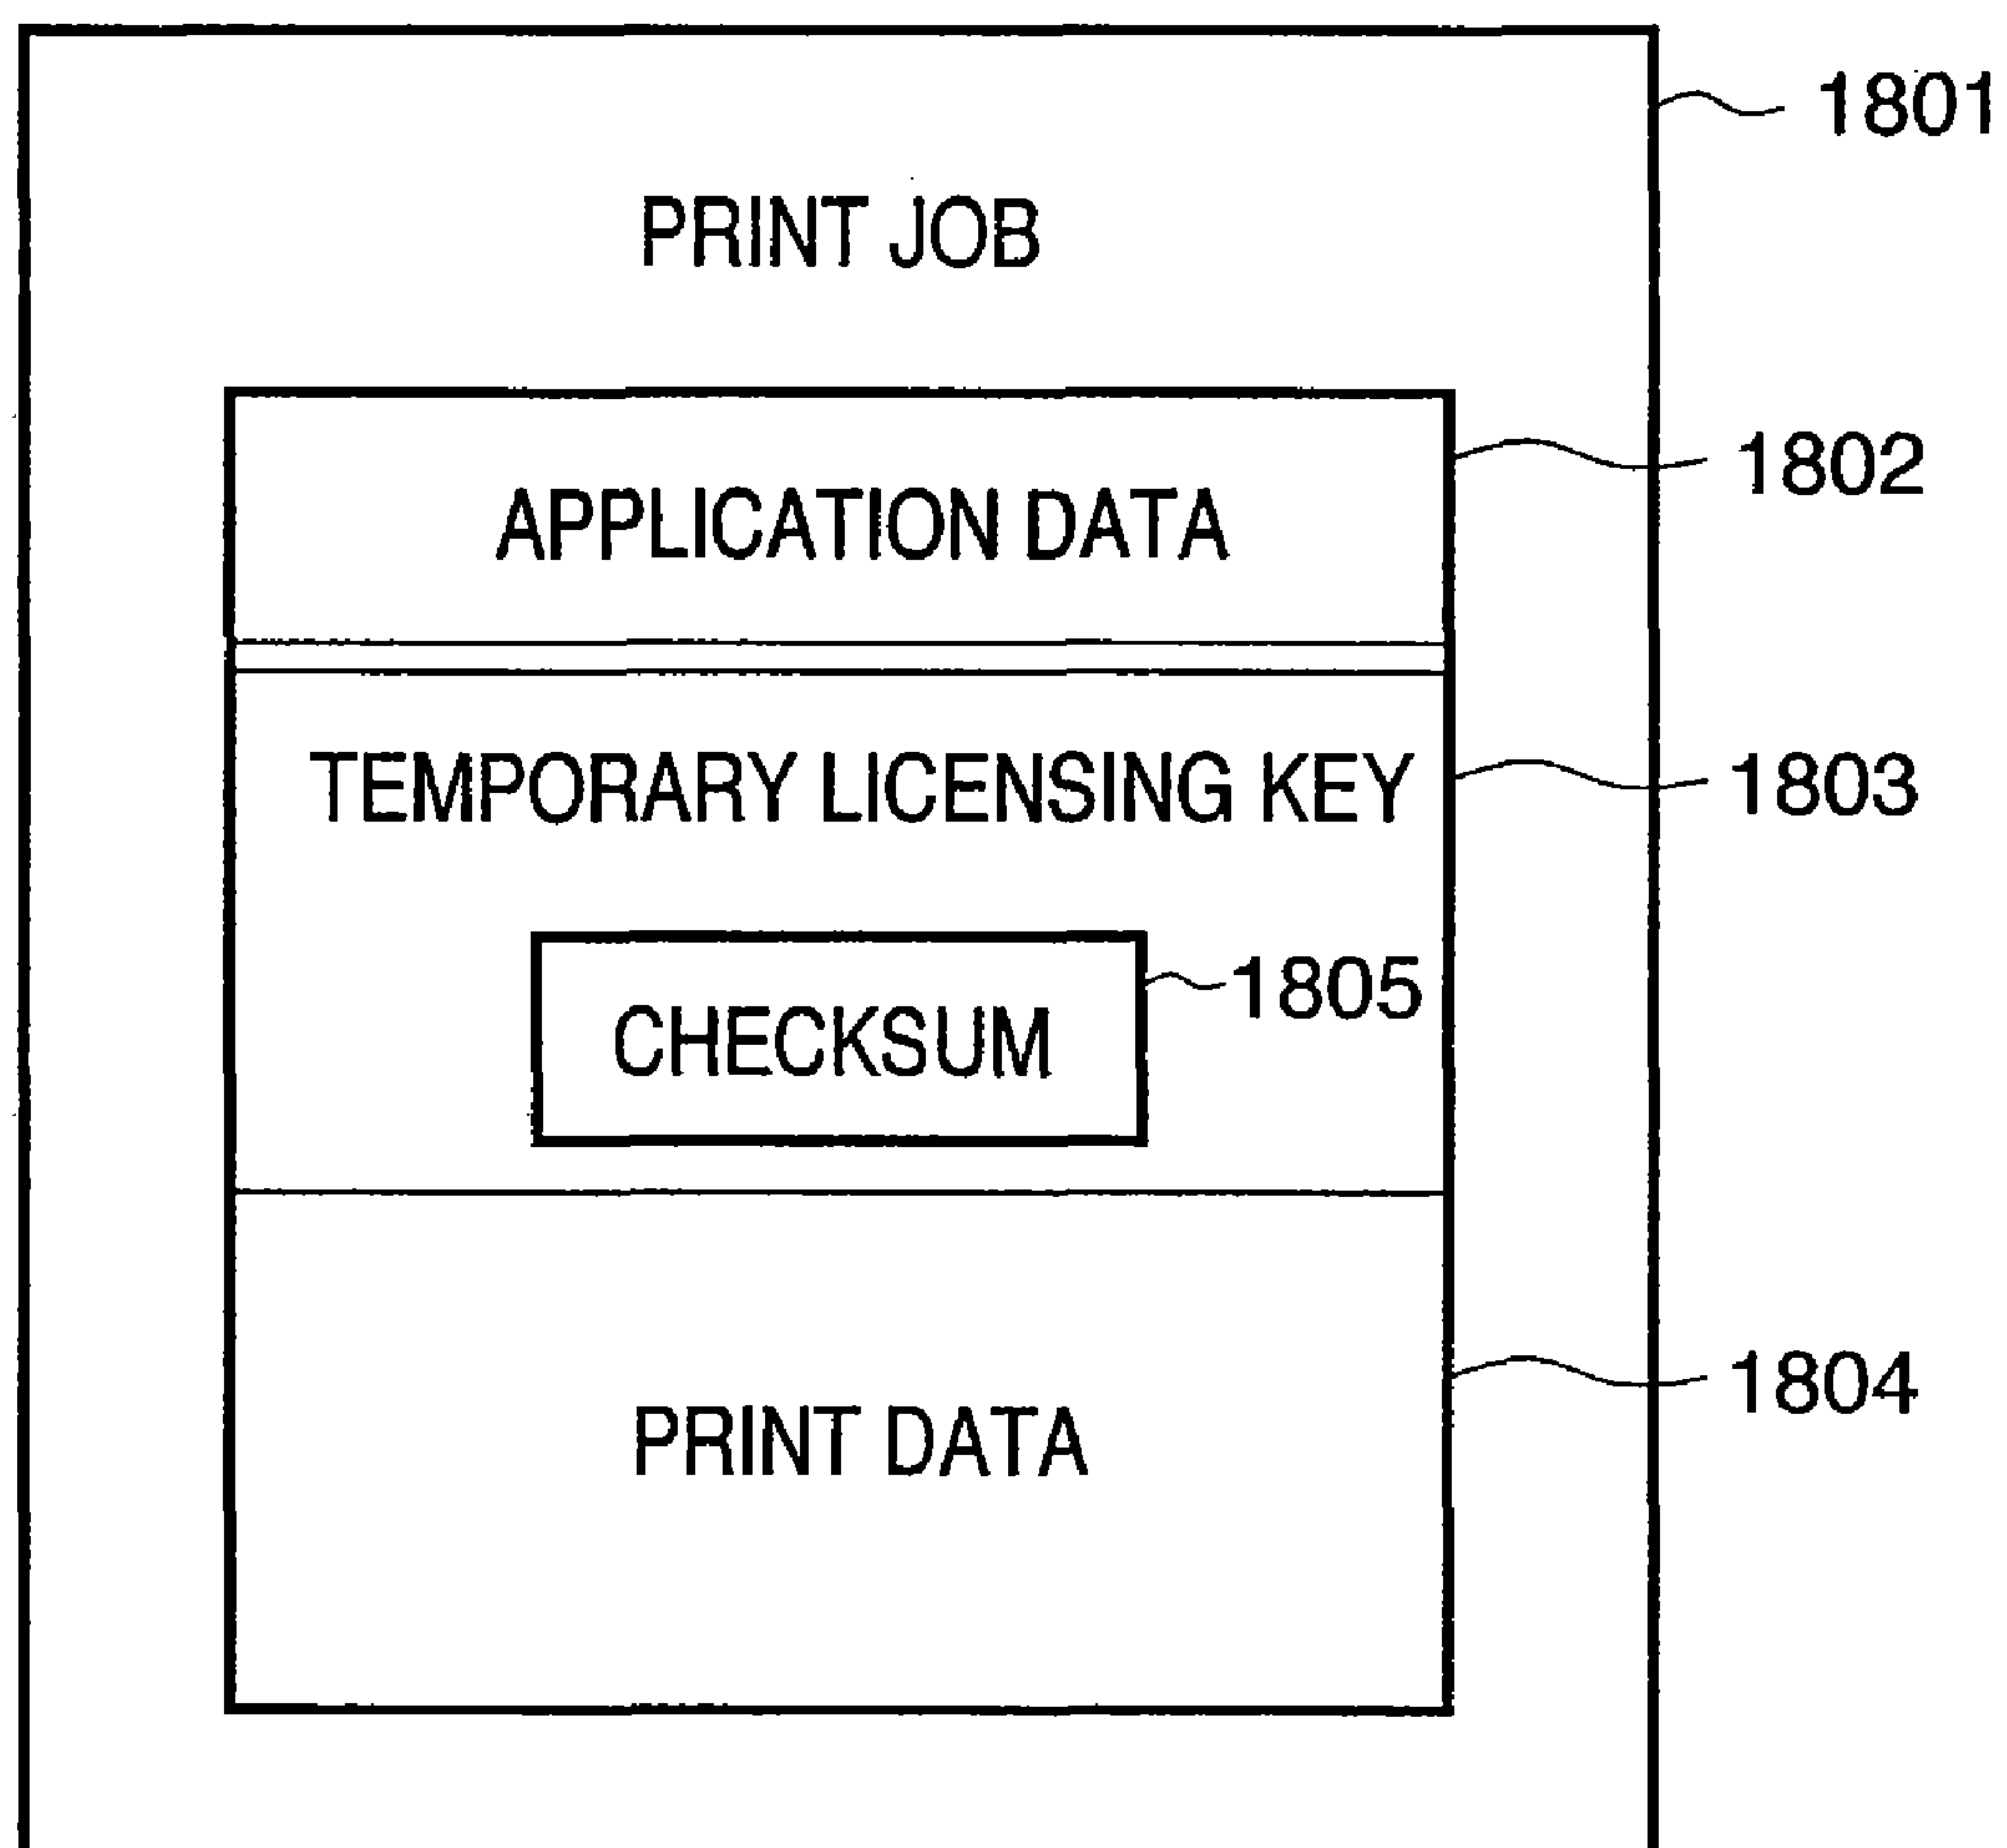 1801
PRINT JOB
1802
APPLICATION DATA
TEMPORARY LICENSING KEY
1803
1805
CHECKSUM
1804
PRINT DATA